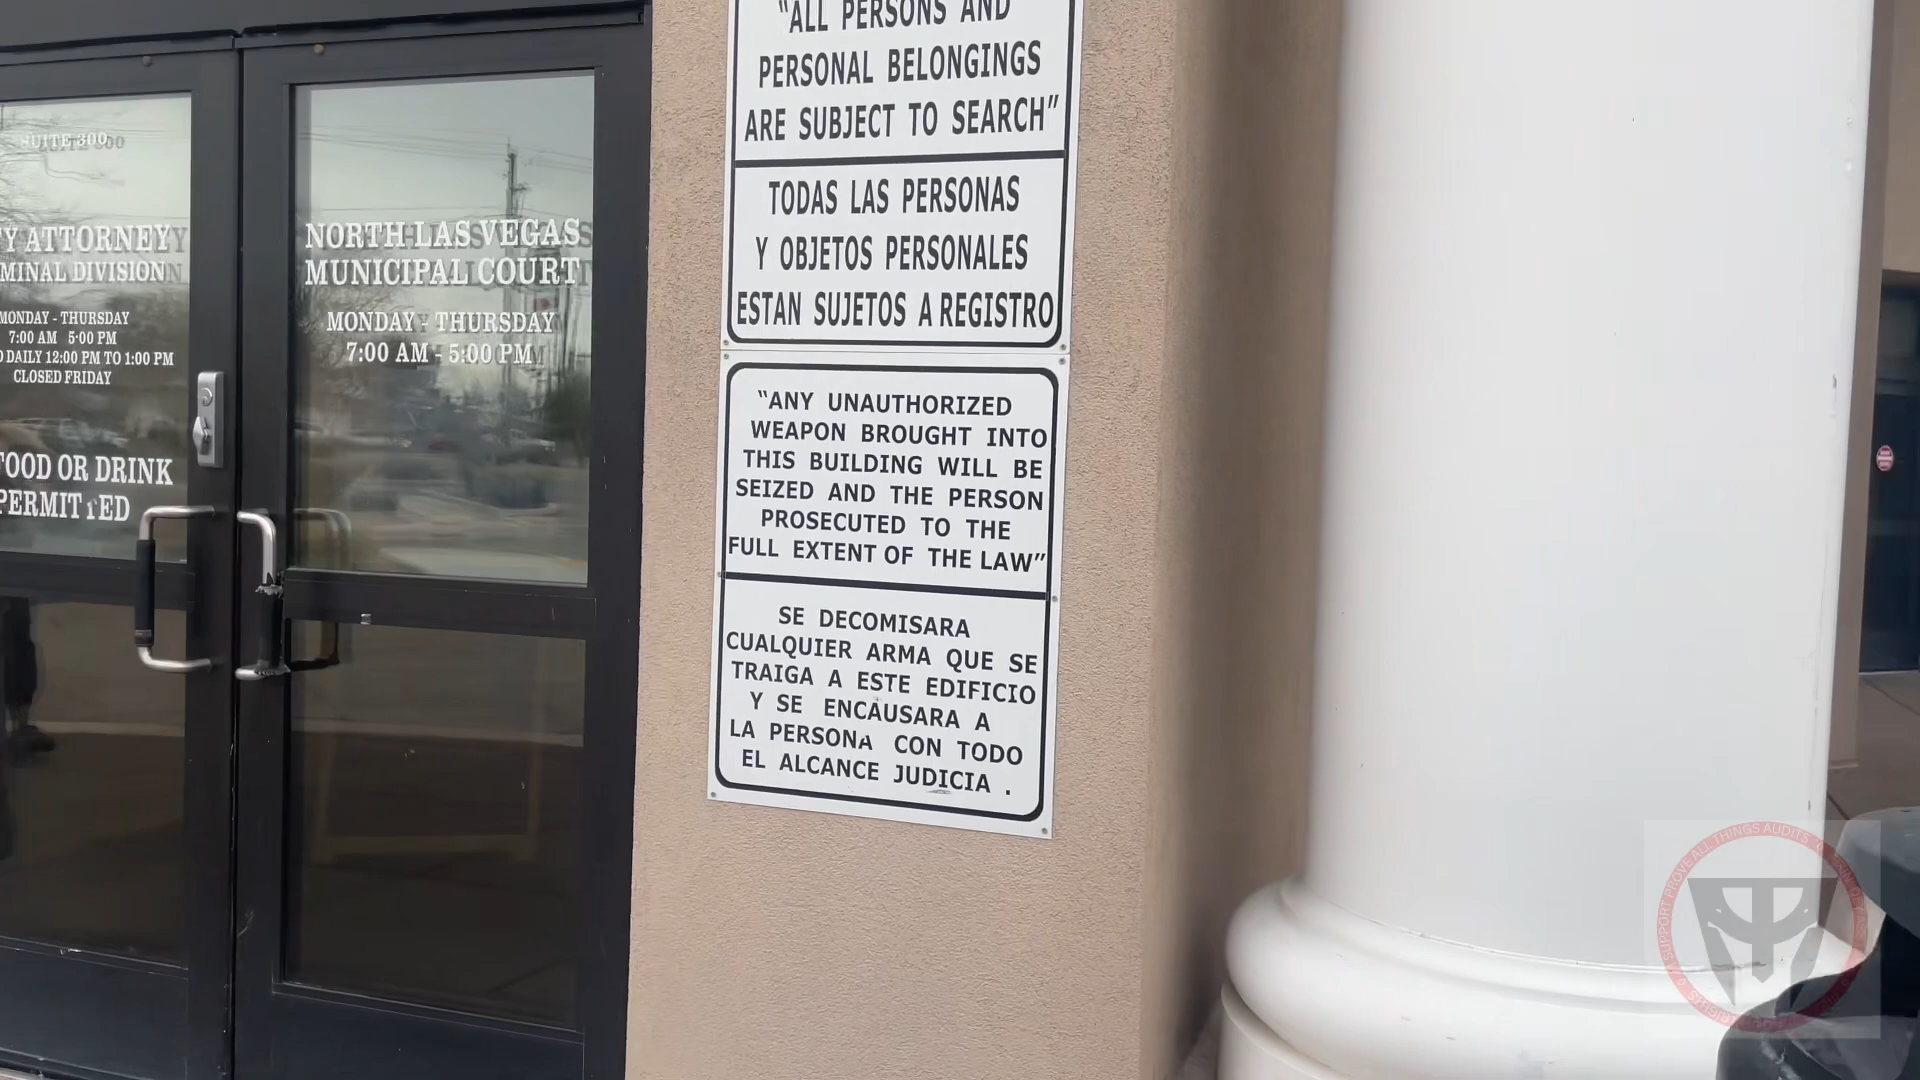 SUITE 300
Y ATTORNEY
MINAL DIVISION
MONDAY - THURSDAY
7:00 AM 5:00 PM
D DAILY 12:00 PM TO 1:00 PM
CLOSED FRIDAY
FOOD OR DRINK
PERMITTED
NORTH LAS VEGAS
MUNICIPAL COURT
MONDAY - THURSDAY
7:00 AM - 5:00 PM
"ALL PERSONS AND
PERSONAL BELONGINGS
ARE SUBJECT TO SEARCH"
TODAS LAS PERSONAS
Y OBJETOS PERSONALES
ESTAN SUJETOS A REGISTRO
"ANY UNAUTHORIZED
WEAPON BROUGHT INTO
THIS BUILDING WILL BE
SEIZED AND THE PERSON
PROSECUTED TO THE
FULL EXTENT OF THE LAW"
SE DECOMISARA
CUALQUIER ARMA QUE SE
TRAIGA A ESTE EDIFICIO
Y SE ENCAUSARA A
LA PERSONA CON TODO
EL ALCANCE JUDICIA .
SUPPORT PROVE ALL THINGS AUDITS